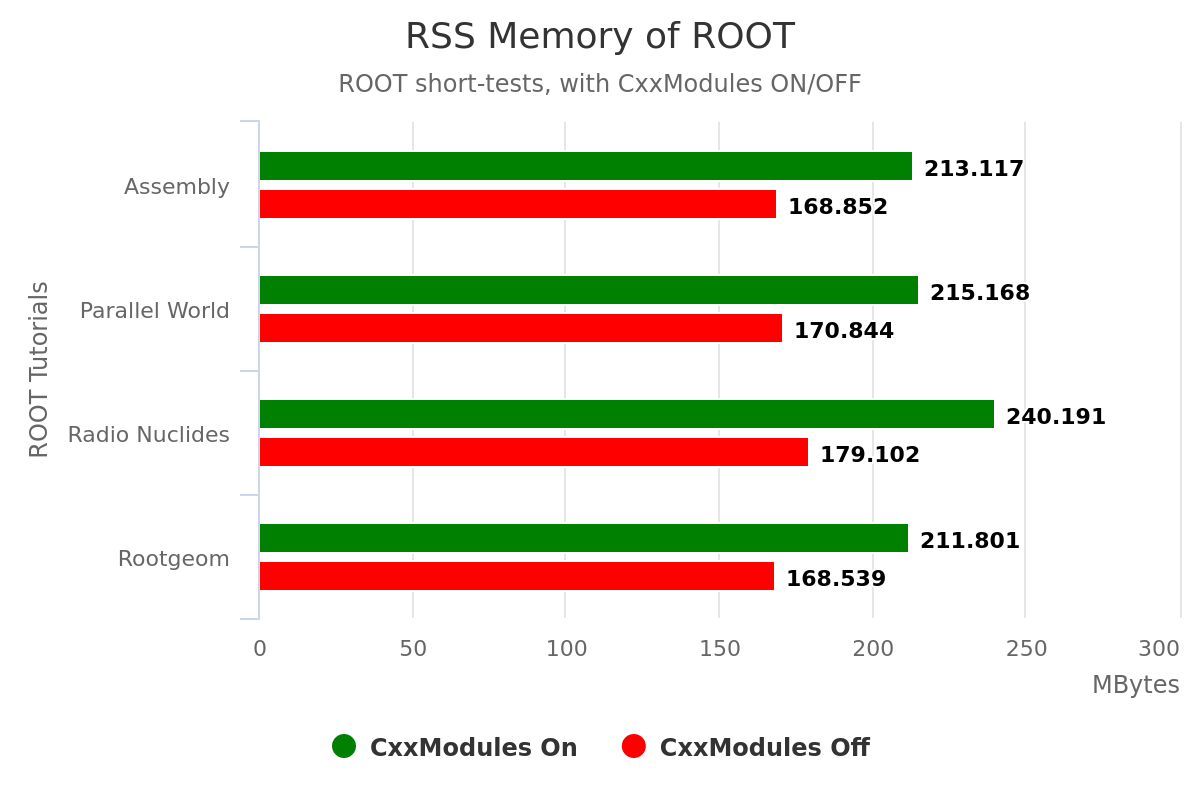 RSS Memory of ROOT
ROOT short-tests, with CxxModules ON/OFF
ROOT Tutorials
Assembly
213.117
168.852
Parallel World
215.168
170.844
Radio Nuclides
240.191
179.102
Rootgeom
211.801
168.539
0 50 100 150 200 250 300
MBytes
CxxModules On CxxModules Off